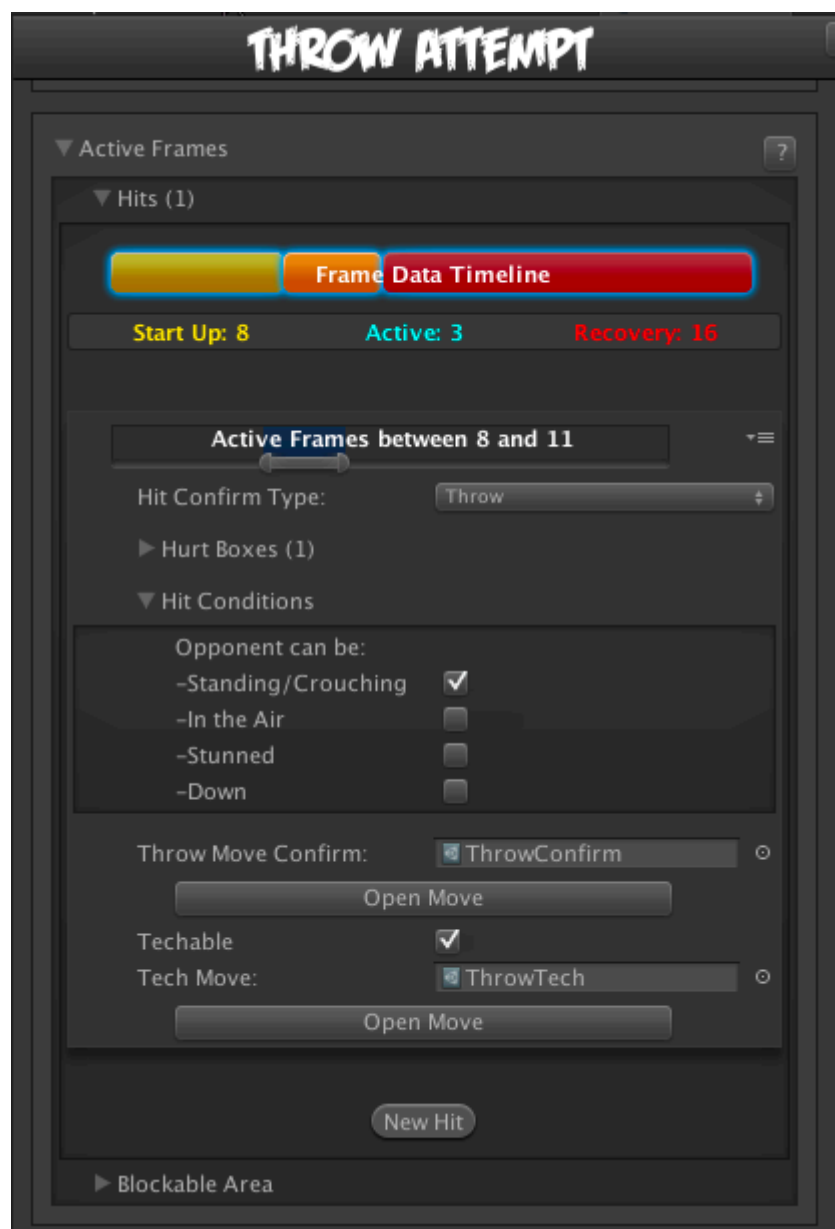 THROW ATTEMPT
Active Frames
?
Hits (1)
Frame Data Timeline
Start Up: 8 Active: 3 Recovery: 16
Active Frames between 8 and 11
Hit Confirm Type: Throw
Hurt Boxes (1)
Hit Conditions
Opponent can be:
-Standing/Crouching
-In the Air
-Stunned
-Down
Throw Move Confirm: ThrowConfirm
Open Move
Techable
Tech Move: ThrowTech
Open Move
New Hit
Blockable Area